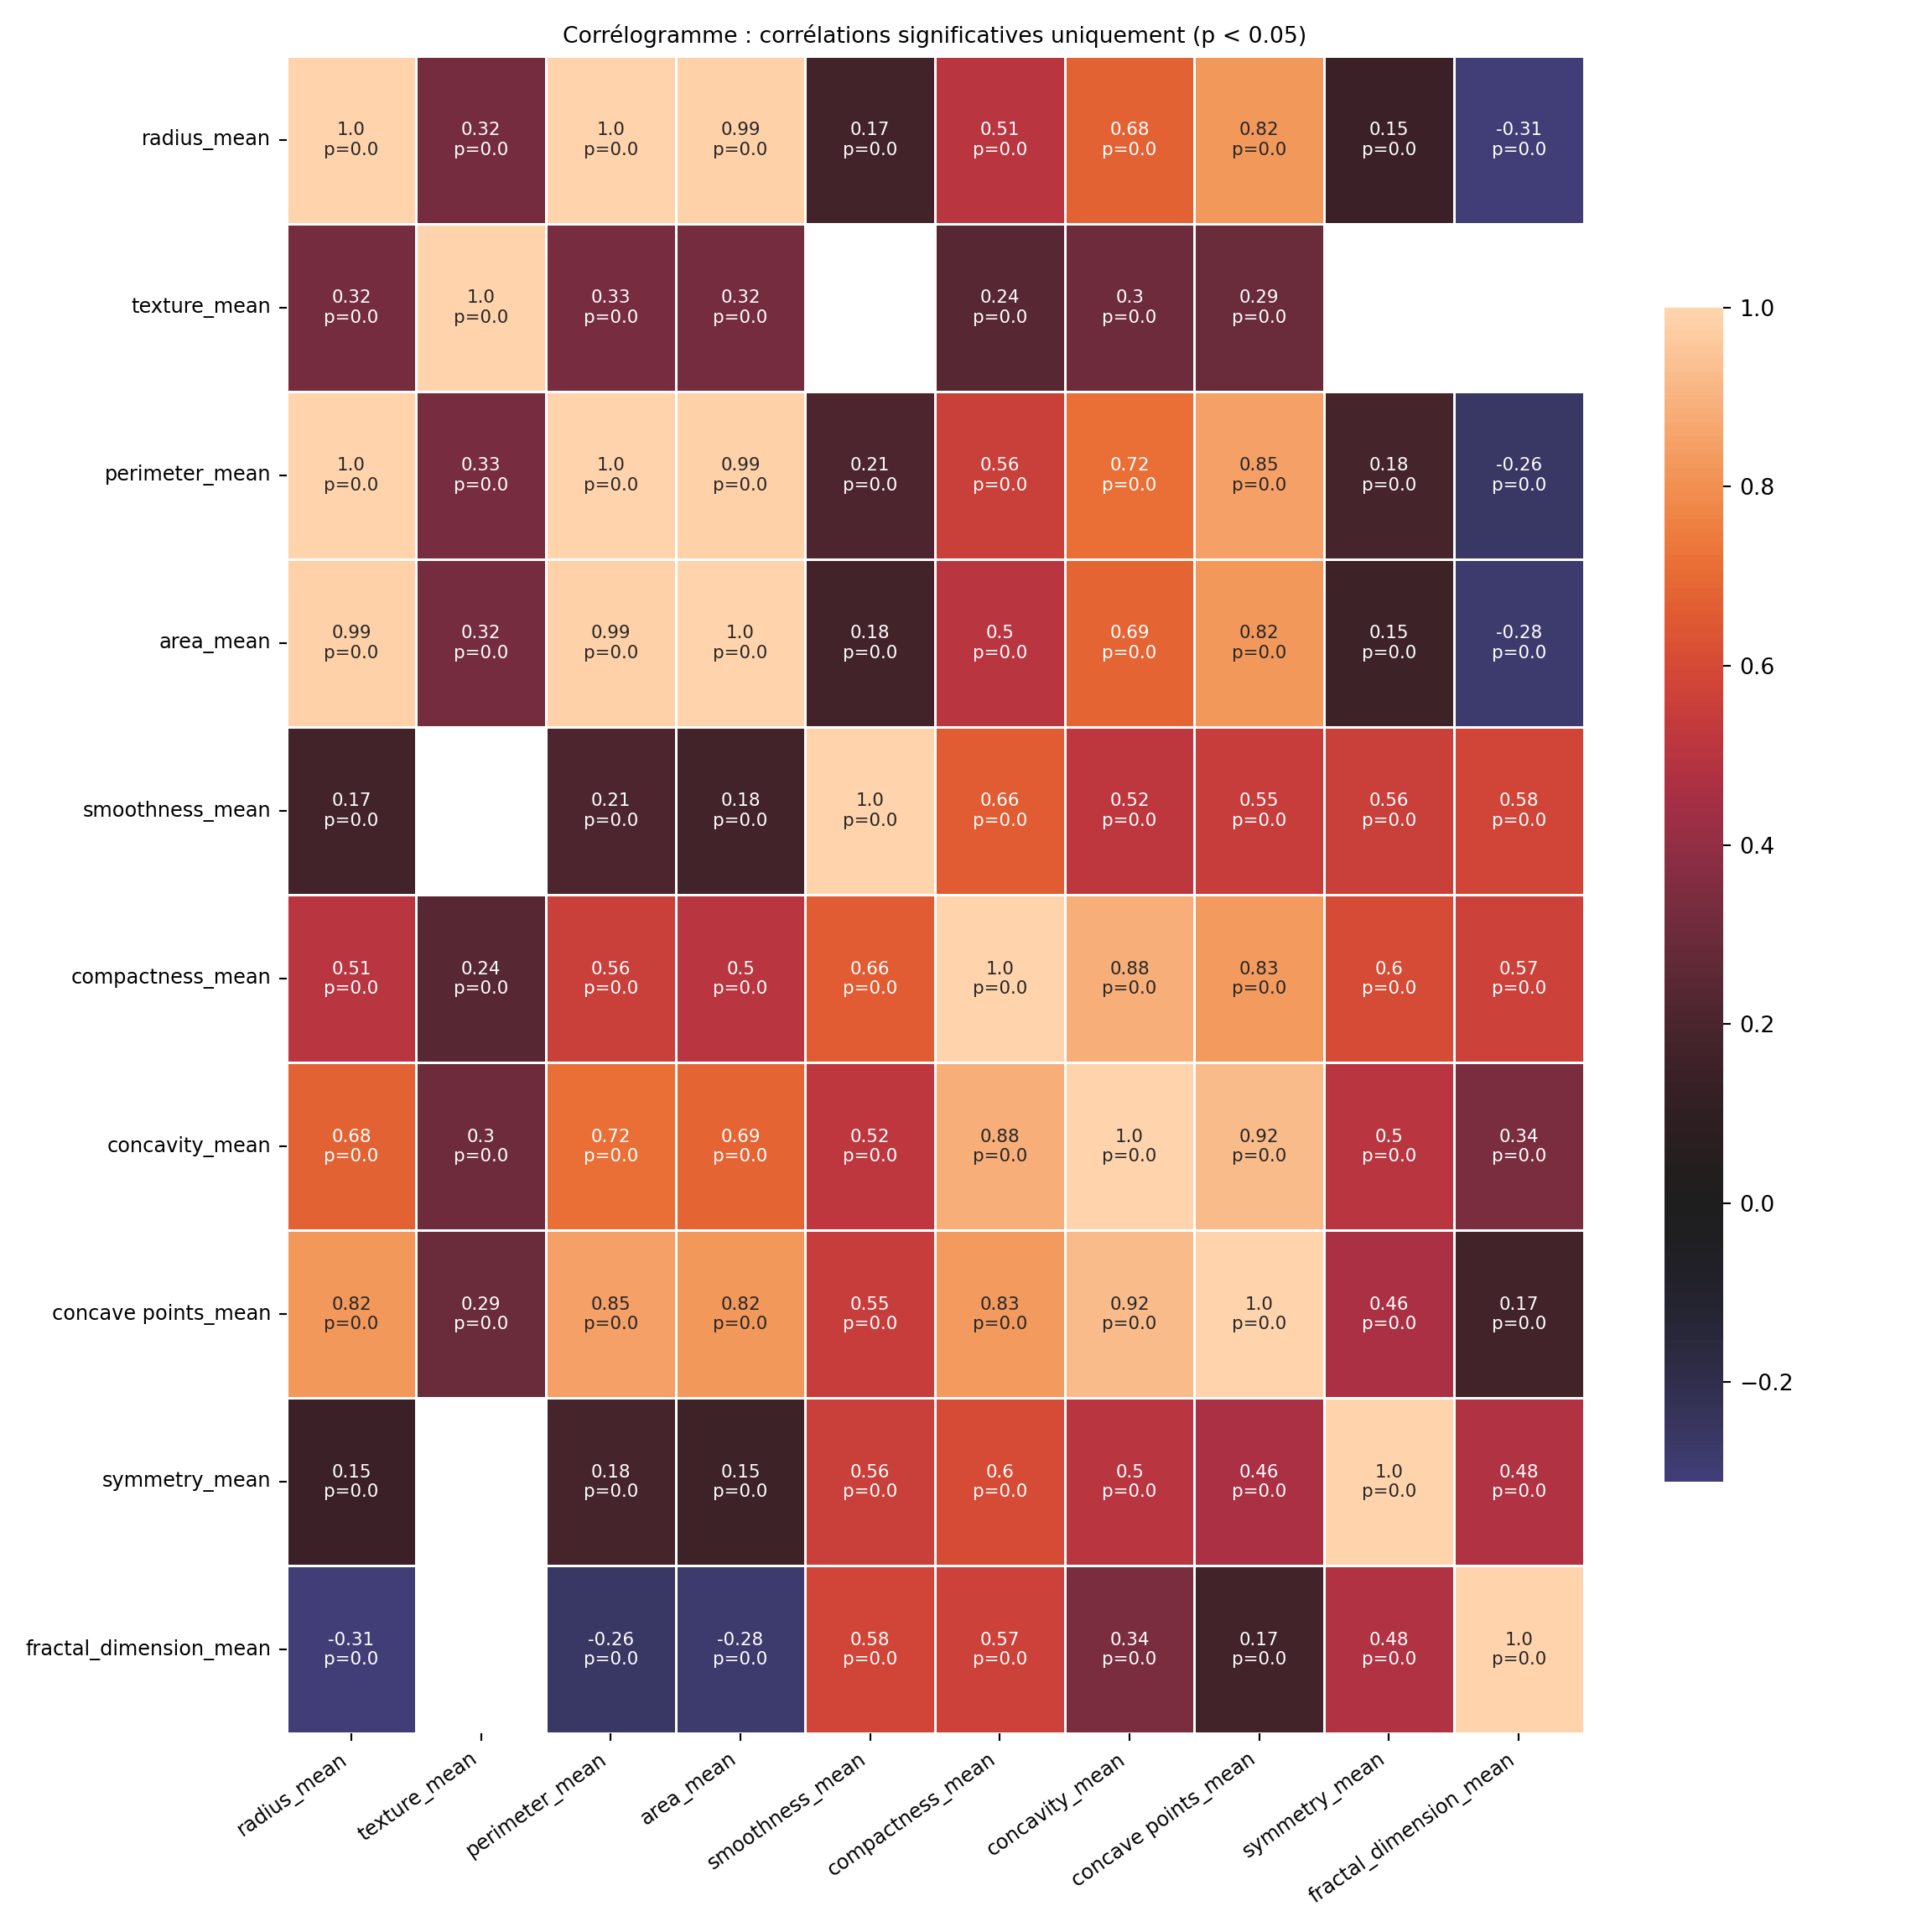 Corrélogramme : corrélations significatives uniquement (p < 0.05)
radius_mean
1.0 0.32 1.0 0.99 0.17 0.51 0.68 0.82 0.15 -0.31
p=0.0 p=0.0 p=0.0 p=0.0 p=0.0 p=0.0 p=0.0 p=0.0 p=0.0 p=0.0
texture_mean
0.32 1.0 0.33 0.32 0.24 0.3 0.29
p=0.0 p=0.0 p=0.0 p=0.0 p=0.0 p=0.0 p=0.0
perimeter_mean
1.0 0.33 1.0 0.99 0.21 0.56 0.72 0.85 0.18 -0.26
p=0.0 p=0.0 p=0.0 p=0.0 p=0.0 p=0.0 p=0.0 p=0.0 p=0.0 p=0.0
area_mean
0.99 0.32 0.99 1.0 0.18 0.5 0.69 0.82 0.15 -0.28
p=0.0 p=0.0 p=0.0 p=0.0 p=0.0 p=0.0 p=0.0 p=0.0 p=0.0 p=0.0
smoothness_mean
0.17 0.21 0.18 1.0 0.66 0.52 0.55 0.56 0.58
p=0.0 p=0.0 p=0.0 p=0.0 p=0.0 p=0.0 p=0.0 p=0.0 p=0.0
compactness_mean
0.51 0.24 0.56 0.5 0.66 1.0 0.88 0.83 0.6 0.57
p=0.0 p=0.0 p=0.0 p=0.0 p=0.0 p=0.0 p=0.0 p=0.0 p=0.0 p=0.0
concavity_mean
0.68 0.3 0.72 0.69 0.52 0.88 1.0 0.92 0.5 0.34
p=0.0 p=0.0 p=0.0 p=0.0 p=0.0 p=0.0 p=0.0 p=0.0 p=0.0 p=0.0
concave points_mean
0.82 0.29 0.85 0.82 0.55 0.83 0.92 1.0 0.46 0.17
p=0.0 p=0.0 p=0.0 p=0.0 p=0.0 p=0.0 p=0.0 p=0.0 p=0.0 p=0.0
symmetry_mean
0.15 0.18 0.15 0.56 0.6 0.5 0.46 1.0 0.48
p=0.0 p=0.0 p=0.0 p=0.0 p=0.0 p=0.0 p=0.0 p=0.0 p=0.0
fractal_dimension_mean
-0.31 -0.26 -0.28 0.58 0.57 0.34 0.17 0.48 1.0
p=0.0 p=0.0 p=0.0 p=0.0 p=0.0 p=0.0 p=0.0 p=0.0 p=0.0
radius_mean
texture_mean
perimeter_mean
area_mean
smoothness_mean
compactness_mean
concavity_mean
concave points_mean
symmetry_mean
fractal_dimension_mean
1.0
0.8
0.6
0.4
0.2
0.0
−0.2